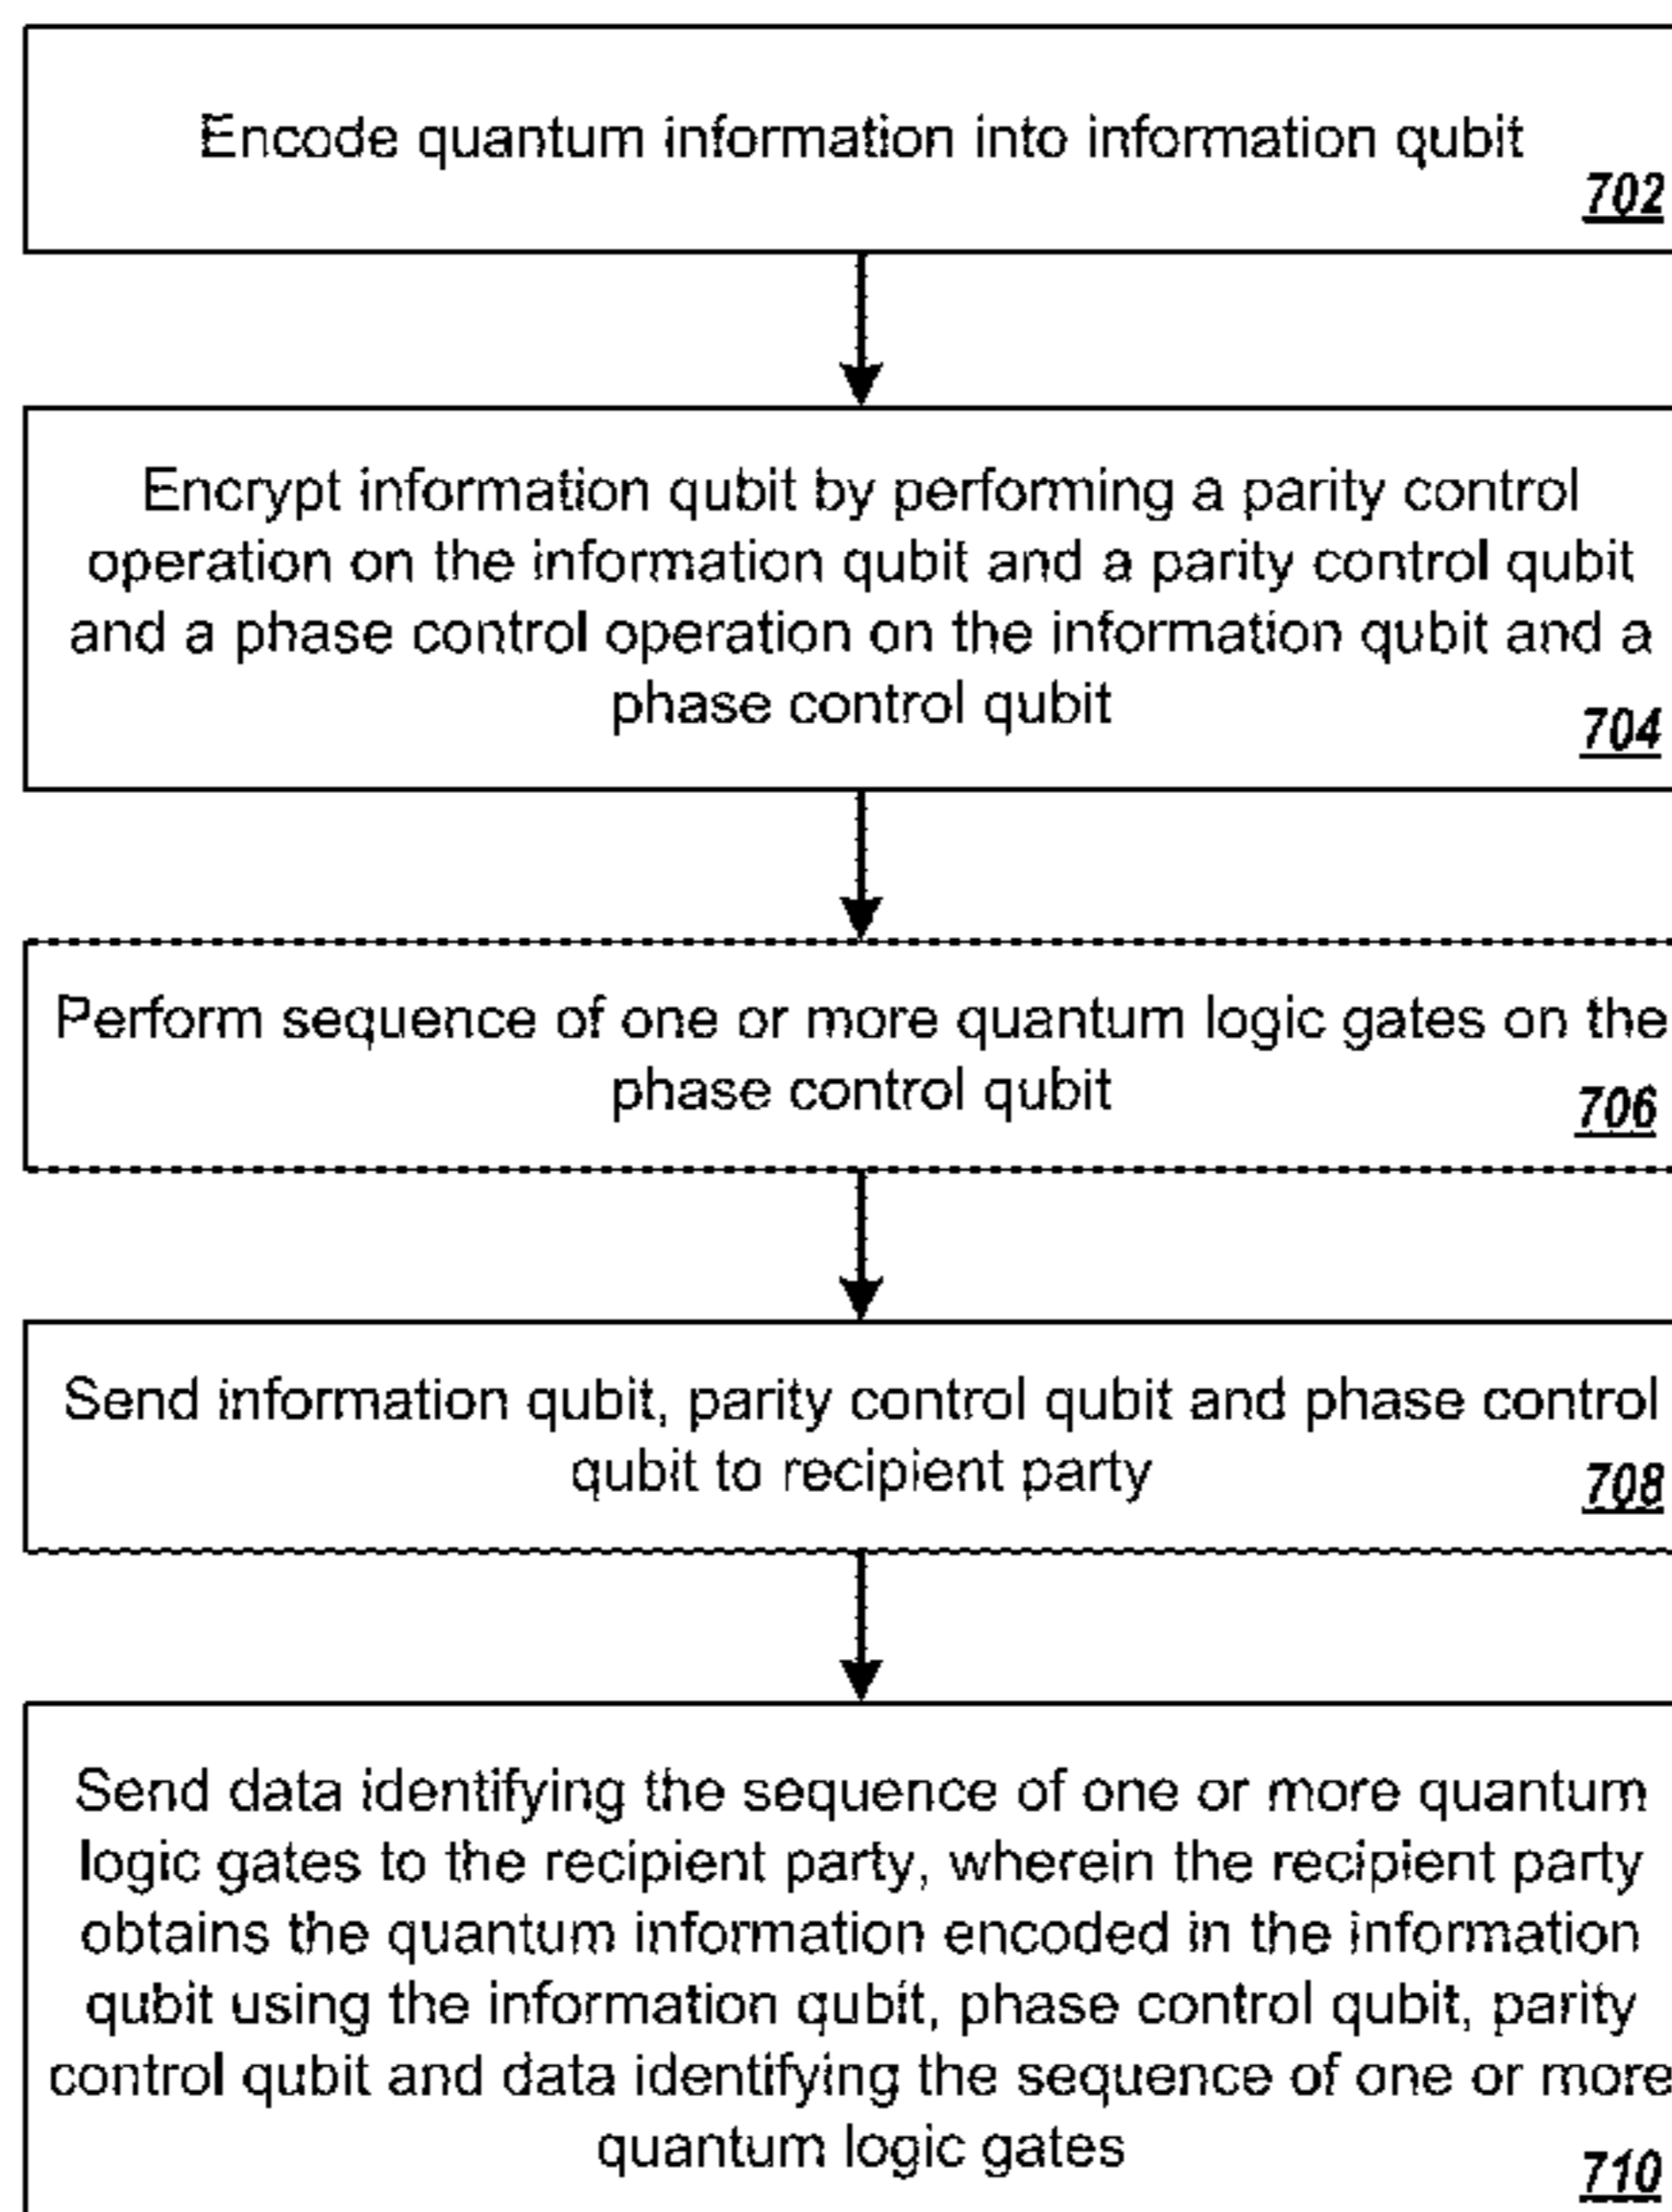 Encode quantum information into information qubit
702
Encrypt information qubit by performing a parity control
operation on the information qubit and a parity control qubit
and a phase control operation on the information qubit and a
phase control qubit
704
Perform sequence of one or more quantum logic gates on the
phase control qubit
706
Send information qubit, parity control qubit and phase control
qubit to recipient party
708
Send data identifying the sequence of one or more quantum
logic gates to the recipient party, wherein the recipient party
obtains the quantum information encoded in the information
qubit using the information qubit, phase control qubit, parity
control qubit and data identifying the sequence of one or more
quantum logic gates
710